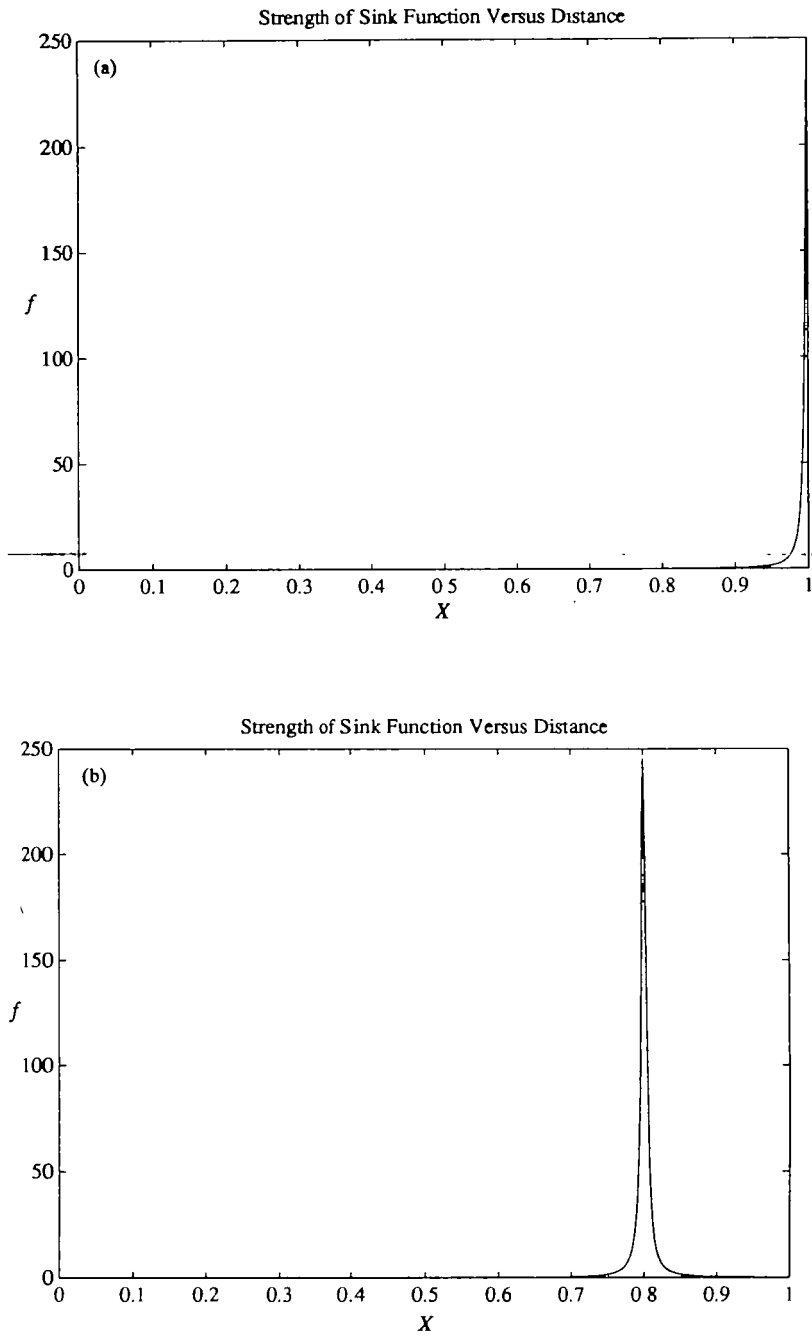 Strength of Sink Function Versus Distance
(a)
250
200
150
100
50
0
f
0 0.1 0.2 0.3 0.4 0 5 0.6 0.7 0.8 0.9 1
X
Strength of Sink Function Versus Distance
(b)
250
200
150
100
50
0
f
0 0.1 0.2 0.3 0.4 0.5 0.6 0.7 0 8 0.9 1
X